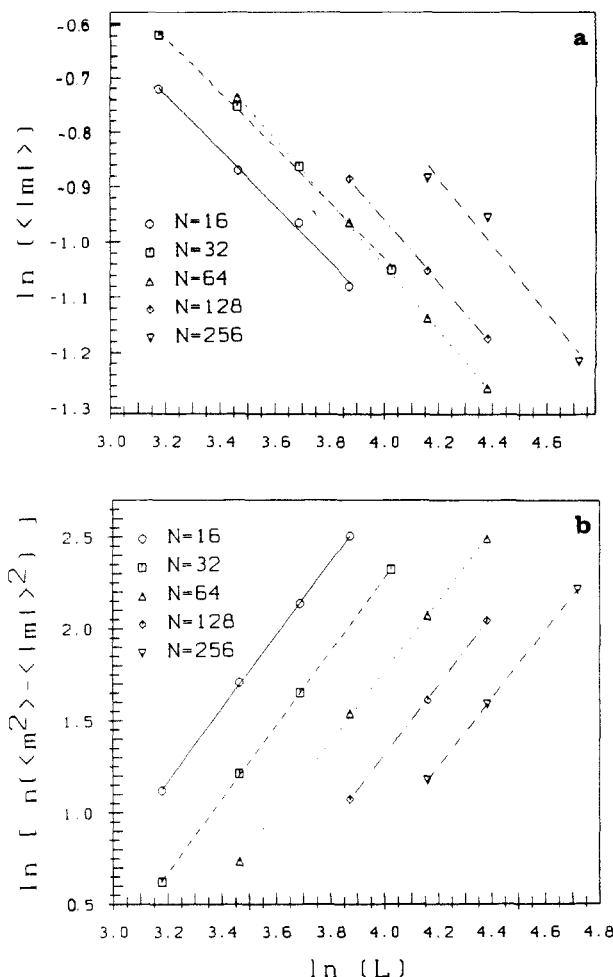 a
ln (<|m|>)
-0.6
-0.7
-0.8
-0.9
-1.0
-1.1
-1.2
-1.3
N=16
N=32
N=64
N=128
N=256
3.0 3.2 3.4 3.6 3.8 4.0 4.2 4.4 4.6
b
ln [ n(<m2>-<|m|>2) ]
2.5
2.0
1.5
1.0
0.5
N=16
N=32
N=64
N=128
N=256
3.0 3.2 3.4 3.6 3.8 4.0 4.2 4.4 4.6 4.8
ln (L)